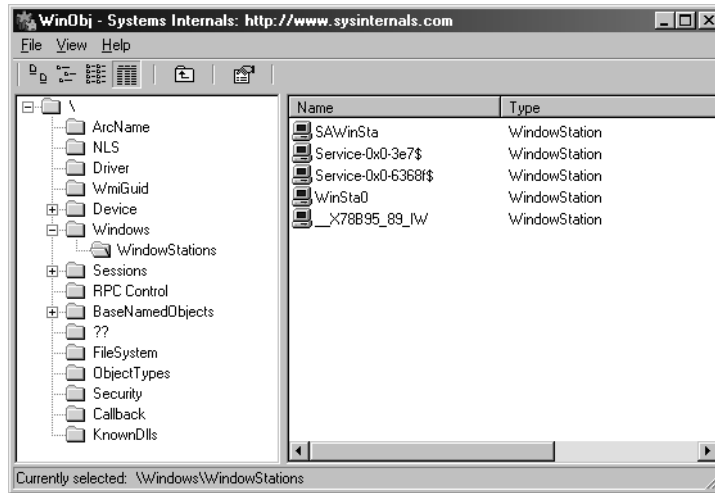 WinObj - Systems Internals: http://www.sysinternals.com
File View Help
\
ArcName
NLS
Driver
WmiGuid
Device
Windows
WindowStations
Sessions
RPC Control
BaseNamedObjects
??
FileSystem
ObjectTypes
Security
Callback
KnownDlls
Name Type
SAWinSta WindowStation
Service-0x0-3e7$ WindowStation
Service-0x0-6368f$ WindowStation
WinSta0 WindowStation
__X78B95_89_IW WindowStation
Currently selected: \Windows\WindowStations